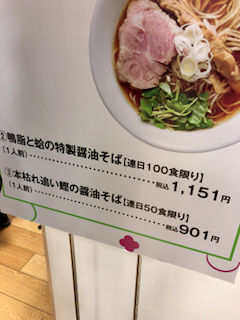 ②鴨脂と蛤の特製醤油そば[連日100食限り]
(1人前)……………………税込1,151円
③本枯れ追い鰹の醤油そば[連日50食限り]
(1人前)……………………税込901円